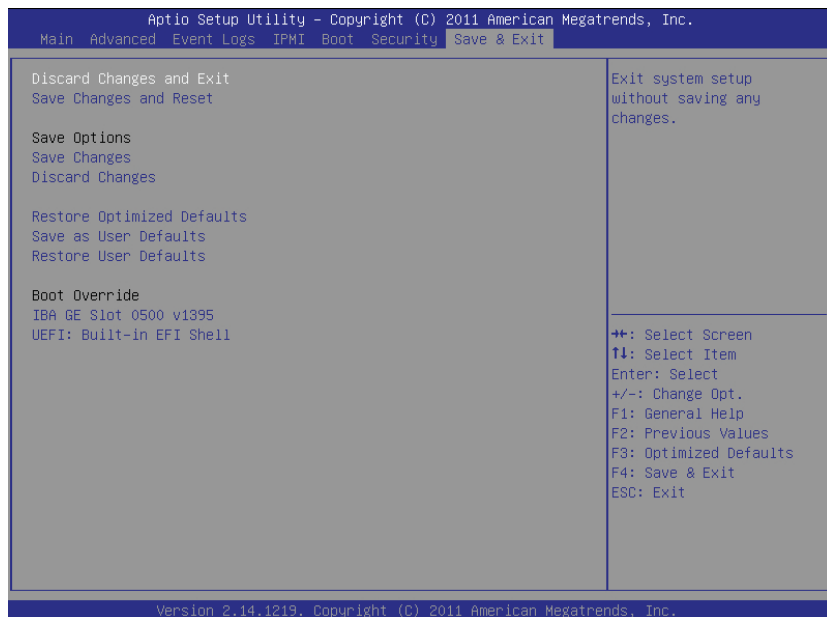 Aptio Setup Utility – Copyright (C) 2011 American Megatrends, Inc.
Main Advanced Event Logs IPMI Boot Security Save & Exit
Discard Changes and Exit
Save Changes and Reset
Save Options
Save Changes
Discard Changes
Restore Optimized Defaults
Save as User Defaults
Restore User Defaults
Boot Override
IBA GE Slot 0500 v1395
UEFI: Built-in EFI Shell
Exit system setup
without saving any
changes.
→←: Select Screen
↑↓: Select Item
Enter: Select
+/-: Change Opt.
F1: General Help
F2: Previous Values
F3: Optimized Defaults
F4: Save & Exit
ESC: Exit
Version 2.14.1219. Copyright (C) 2011 American Megatrends, Inc.